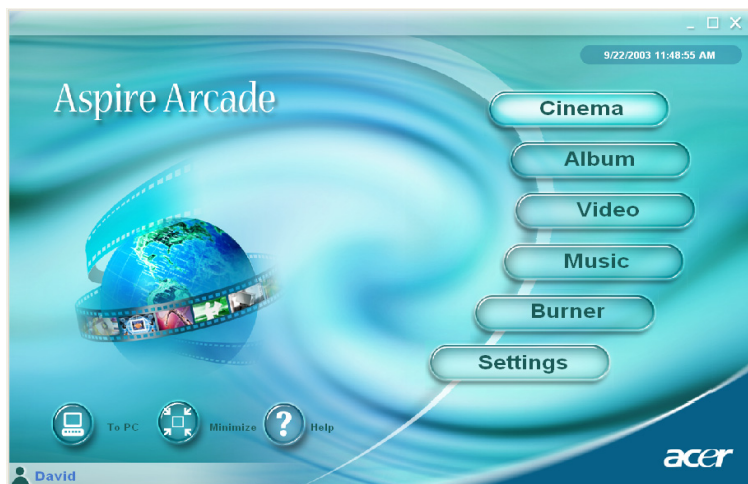 9/22/2003 11:48:55 AM
Aspire Arcade
Cinema
Album
Video
Music
Burner
Settings
To PC
Minimize
?
Help
acer
David